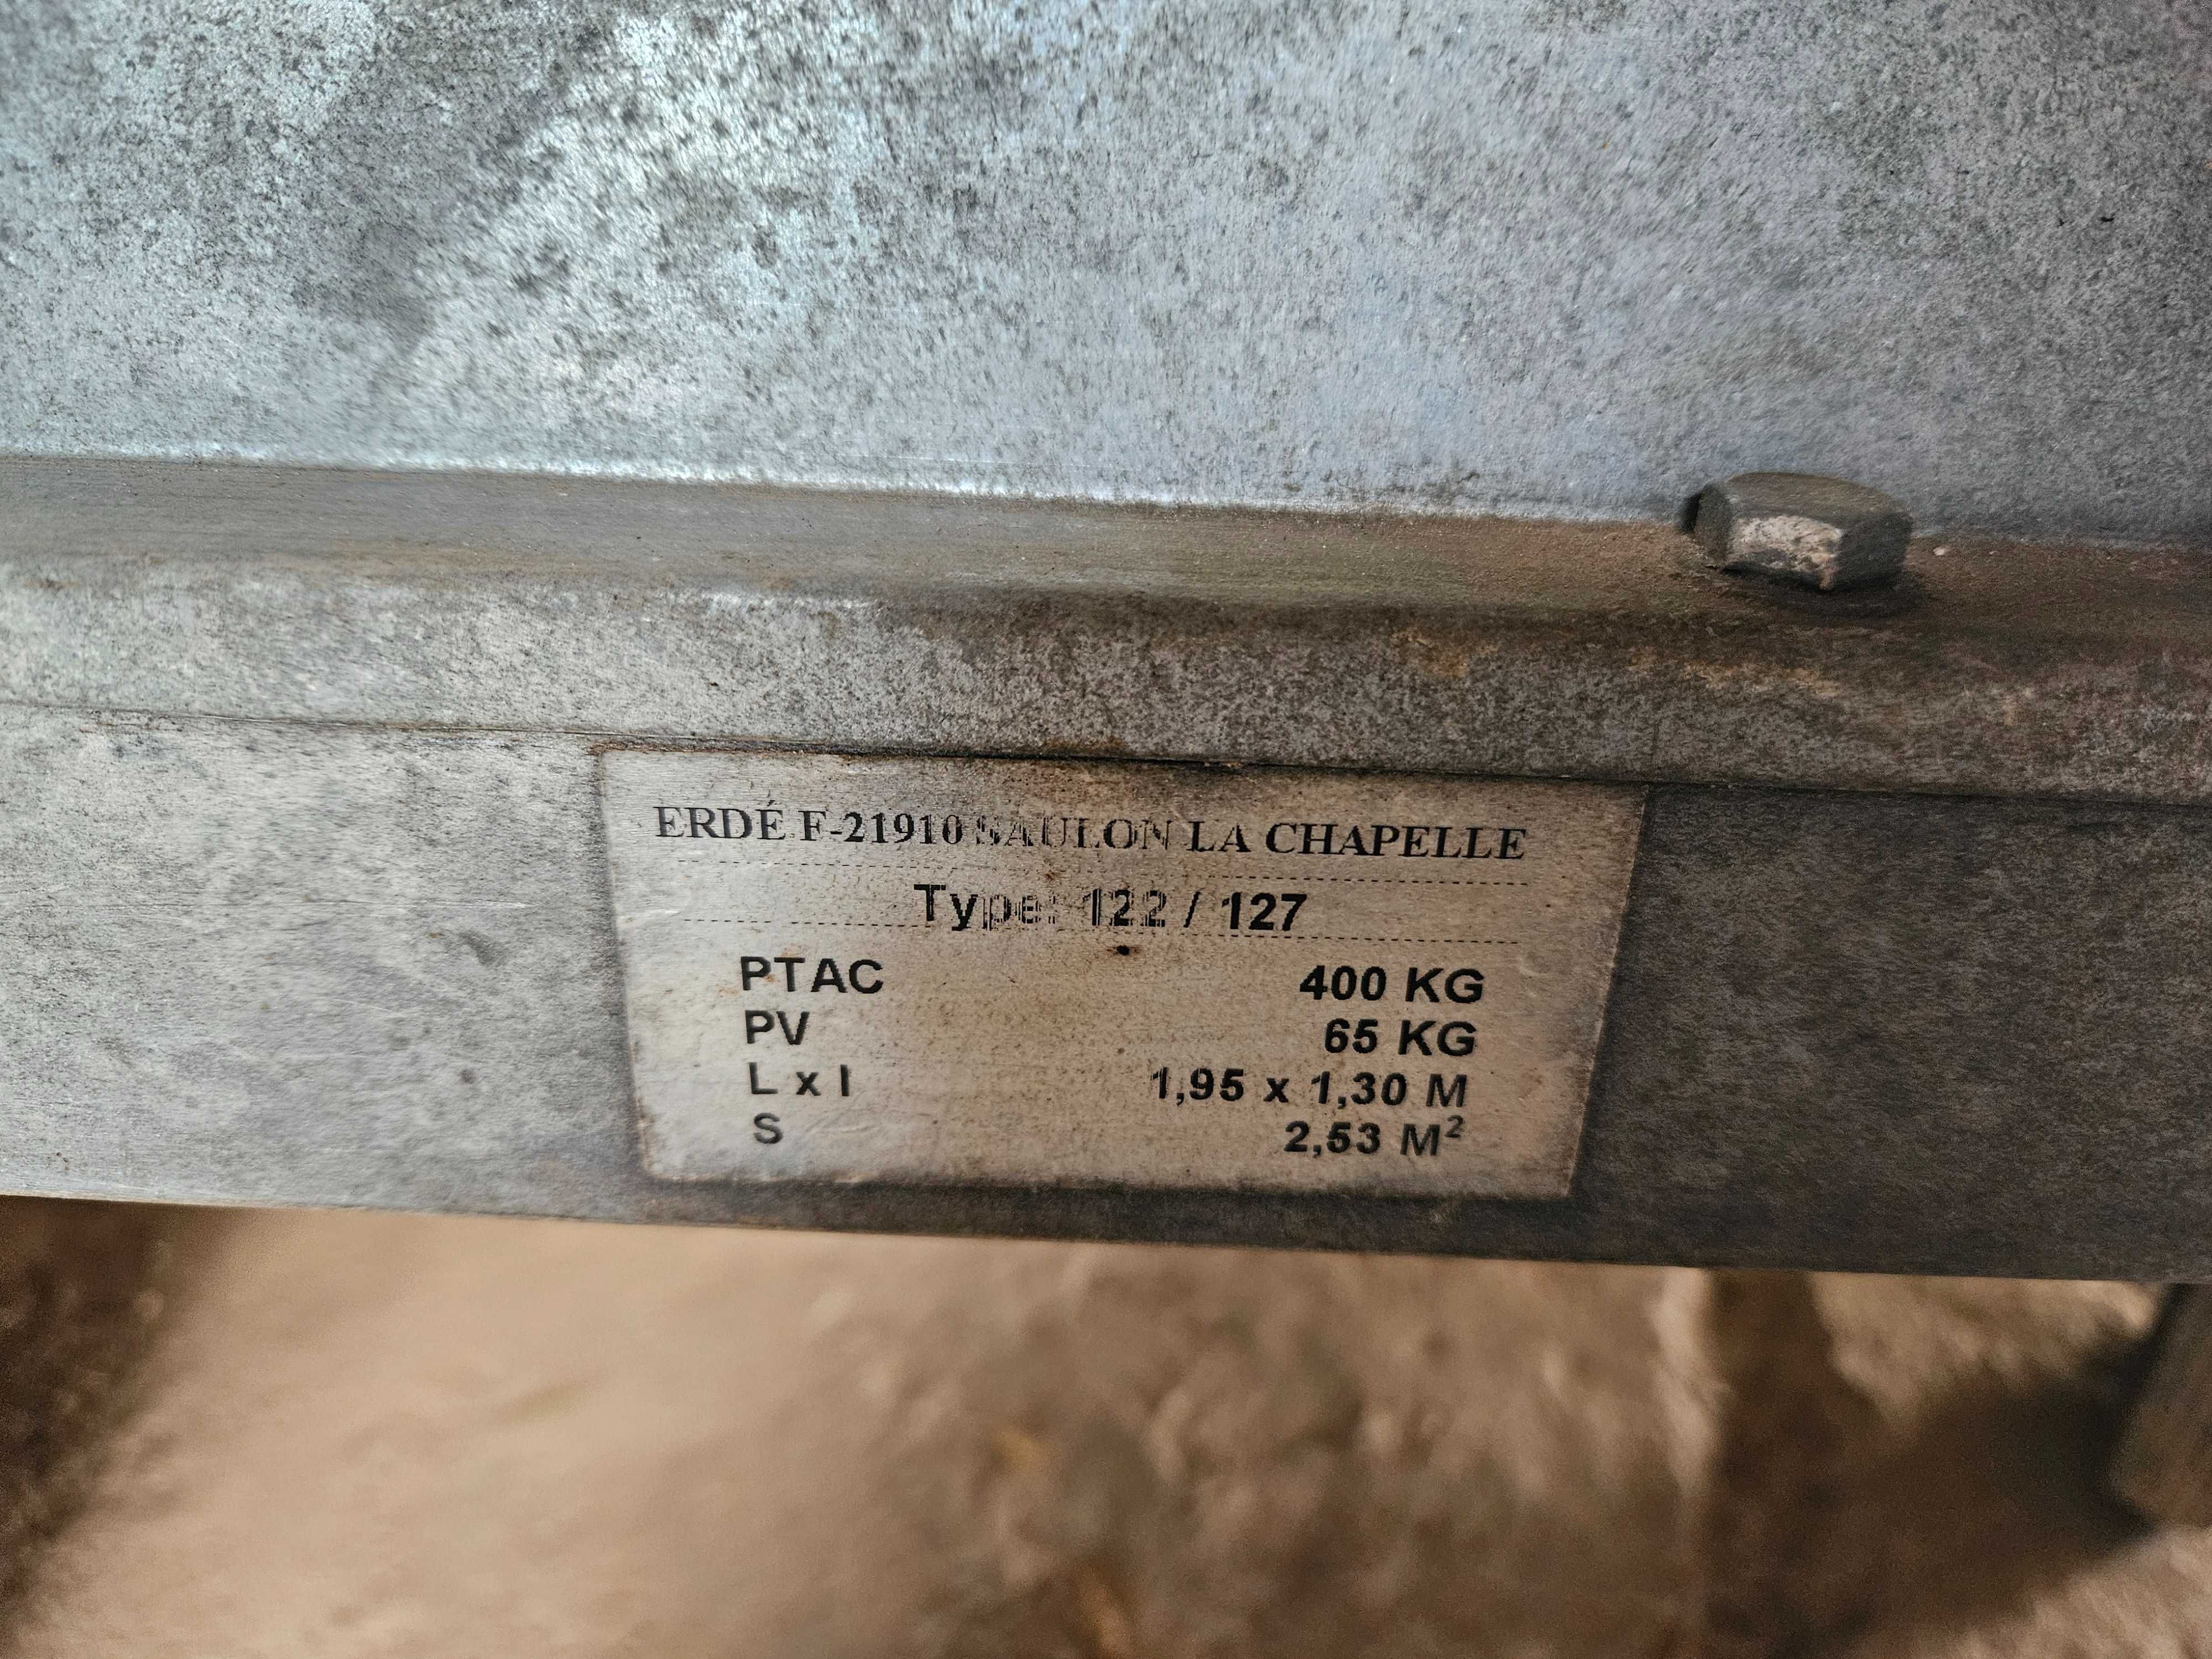 ERDÉ F-21910 SAULON LA CHAPELLE
Type: 122 / 127
PTAC 400 KG
PV 65 KG
L x l 1,95 x 1,30 M
S 2,53 M²